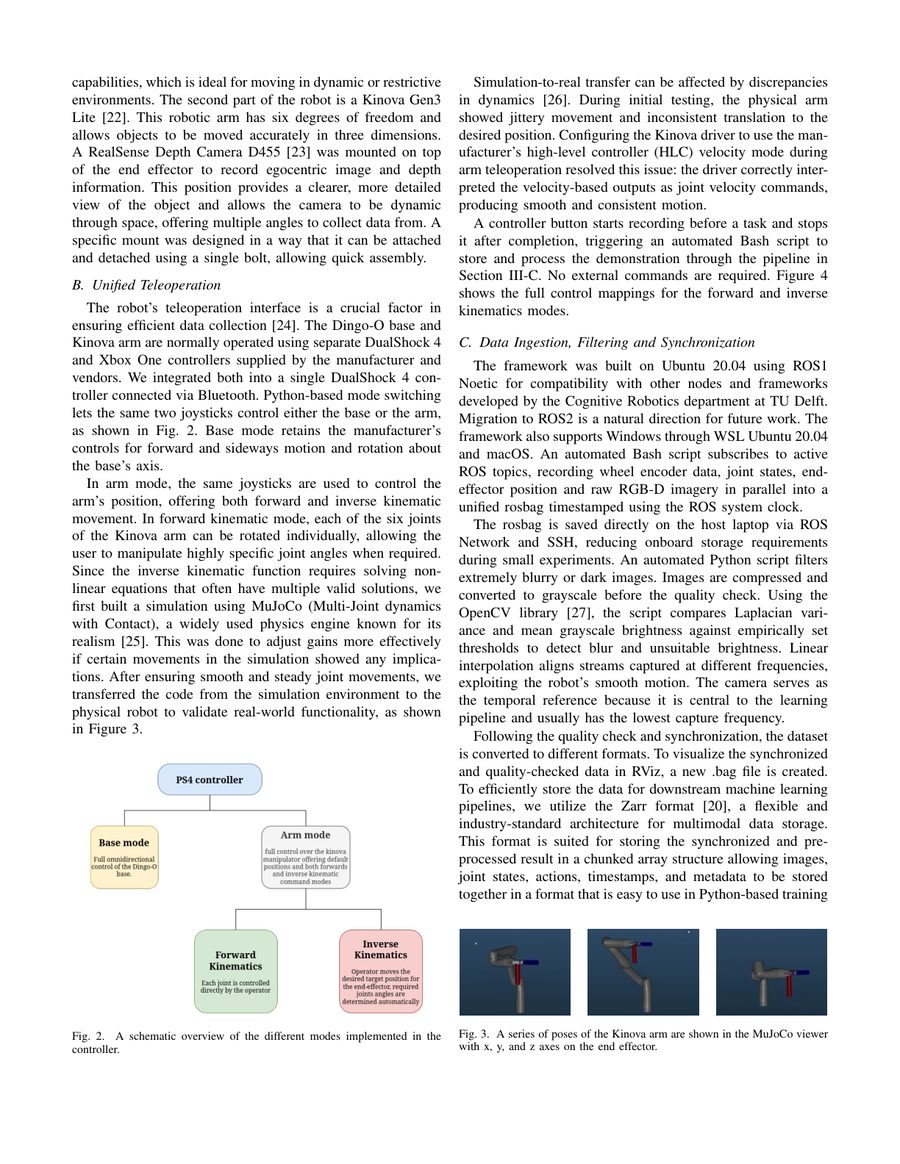 capabilities, which is ideal for moving in dynamic or restrictive
environments. The second part of the robot is a Kinova Gen3
Lite [22]. This robotic arm has six degrees of freedom and
allows objects to be moved accurately in three dimensions.
A RealSense Depth Camera D455 [23] was mounted on top
of the end effector to record egocentric image and depth
information. This position provides a clearer, more detailed
view of the object and allows the camera to be dynamic
through space, offering multiple angles to collect data from. A
specific mount was designed in a way that it can be attached
and detached using a single bolt, allowing quick assembly.
B. Unified Teleoperation
The robot's teleoperation interface is a crucial factor in
ensuring efficient data collection [24]. The Dingo-O base and
Kinova arm are normally operated using separate DualShock 4
and Xbox One controllers supplied by the manufacturer and
vendors. We integrated both into a single DualShock 4 con-
troller connected via Bluetooth. Python-based mode switching
lets the same two joysticks control either the base or the arm,
as shown in Fig. 2. Base mode retains the manufacturer's
controls for forward and sideways motion and rotation about
the base's axis.
In arm mode, the same joysticks are used to control the
arm's position, offering both forward and inverse kinematic
movement. In forward kinematic mode, each of the six joints
of the Kinova arm can be rotated individually, allowing the
user to manipulate highly specific joint angles when required.
Since the inverse kinematic function requires solving non-
linear equations that often have multiple valid solutions, we
first built a simulation using MuJoCo (Multi-Joint dynamics
with Contact), a widely used physics engine known for its
realism [25]. This was done to adjust gains more effectively
if certain movements in the simulation showed any implica-
tions. After ensuring smooth and steady joint movements, we
transferred the code from the simulation environment to the
physical robot to validate real-world functionality, as shown
in Figure 3.
PS4 controller
Base mode
Full omnidirectional
control of the Dingo-O
base.
Arm mode
full control over the kinova
manipulator offering default
positions and both forwards
and inverse kinematic
command modes
Forward
Kinematics
Each joint is controlled
directly by the operator
Inverse
Kinematics
Operator moves the
desired target position for
the end-effector, required
joints angles are
determined automatically
Fig. 2. A schematic overview of the different modes implemented in the
controller.
Simulation-to-real transfer can be affected by discrepancies
in dynamics [26]. During initial testing, the physical arm
showed jittery movement and inconsistent translation to the
desired position. Configuring the Kinova driver to use the man-
ufacturer's high-level controller (HLC) velocity mode during
arm teleoperation resolved this issue: the driver correctly inter-
preted the velocity-based outputs as joint velocity commands,
producing smooth and consistent motion.
A controller button starts recording before a task and stops
it after completion, triggering an automated Bash script to
store and process the demonstration through the pipeline in
Section III-C. No external commands are required. Figure 4
shows the full control mappings for the forward and inverse
kinematics modes.
C. Data Ingestion, Filtering and Synchronization
The framework was built on Ubuntu 20.04 using ROS1
Noetic for compatibility with other nodes and frameworks
developed by the Cognitive Robotics department at TU Delft.
Migration to ROS2 is a natural direction for future work. The
framework also supports Windows through WSL Ubuntu 20.04
and macOS. An automated Bash script subscribes to active
ROS topics, recording wheel encoder data, joint states, end-
effector position and raw RGB-D imagery in parallel into a
unified rosbag timestamped using the ROS system clock.
The rosbag is saved directly on the host laptop via ROS
Network and SSH, reducing onboard storage requirements
during small experiments. An automated Python script filters
extremely blurry or dark images. Images are compressed and
converted to grayscale before the quality check. Using the
OpenCV library [27], the script compares Laplacian vari-
ance and mean grayscale brightness against empirically set
thresholds to detect blur and unsuitable brightness. Linear
interpolation aligns streams captured at different frequencies,
exploiting the robot's smooth motion. The camera serves as
the temporal reference because it is central to the learning
pipeline and usually has the lowest capture frequency.
Following the quality check and synchronization, the dataset
is converted to different formats. To visualize the synchronized
and quality-checked data in RViz, a new .bag file is created.
To efficiently store the data for downstream machine learning
pipelines, we utilize the Zarr format [20], a flexible and
industry-standard architecture for multimodal data storage.
This format is suited for storing the synchronized and pre-
processed result in a chunked array structure allowing images,
joint states, actions, timestamps, and metadata to be stored
together in a format that is easy to use in Python-based training
Fig. 3. A series of poses of the Kinova arm are shown in the MuJoCo viewer
with x, y, and z axes on the end effector.